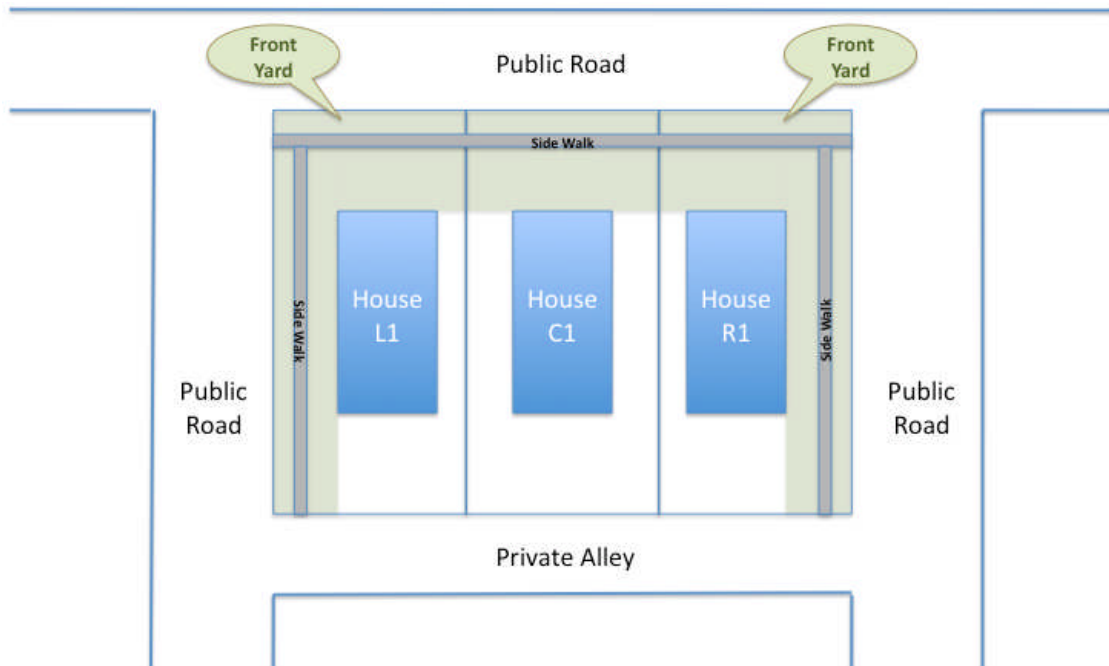 Front
Yard
Public Road
Front
Yard
Side Walk
House
L1
House
C1
House
R1
Side Walk
Side Walk
Public
Road
Public
Road
Private Alley